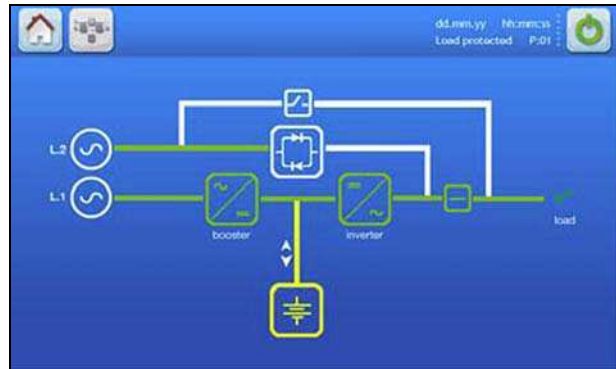 dd.mm.yy hh:mm:ss
Load protected P:01
L2
L1
booster
inverter
load